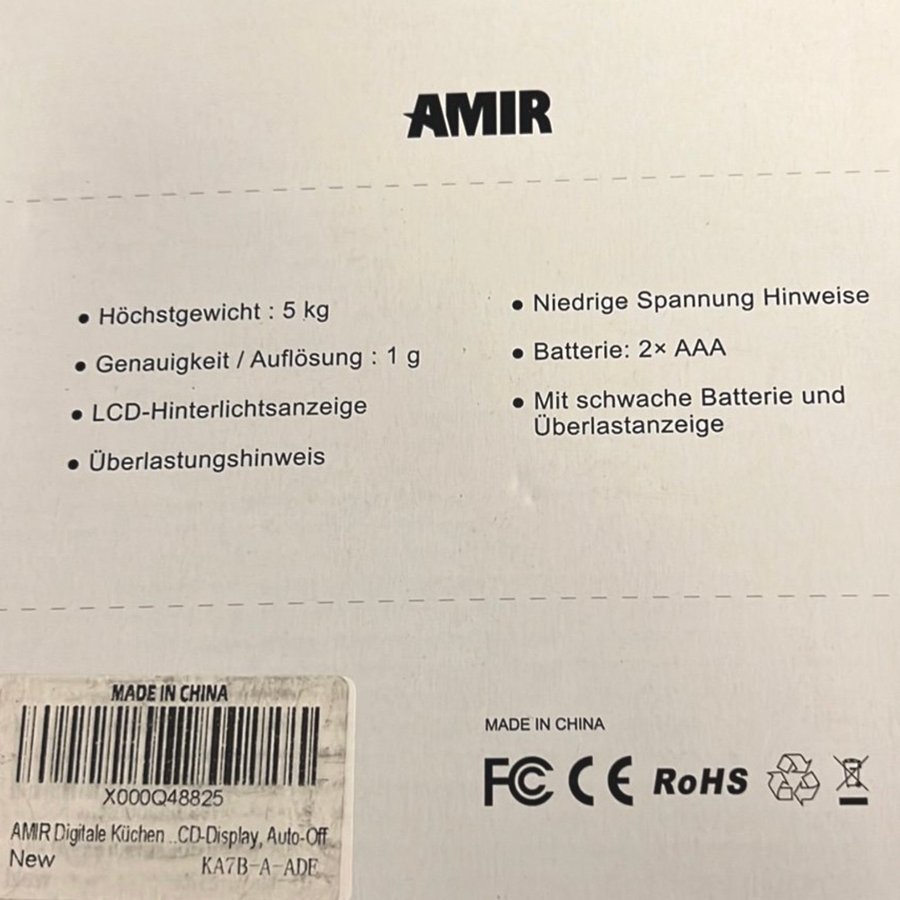 AMIR
• Höchstgewicht : 5 kg
• Genauigkeit / Auflösung : 1 g
• LCD-Hinterlichtsanzeige
• Überlastungshinweis
• Niedrige Spannung Hinweise
• Batterie: 2× AAA
• Mit schwache Batterie und
Überlastanzeige
MADE IN CHINA
X000Q48825
AMIR Digitale Küchen ..CD-Display, Auto-Off
New
KA7B-A-ADE
MADE IN CHINA
FC CE RoHS